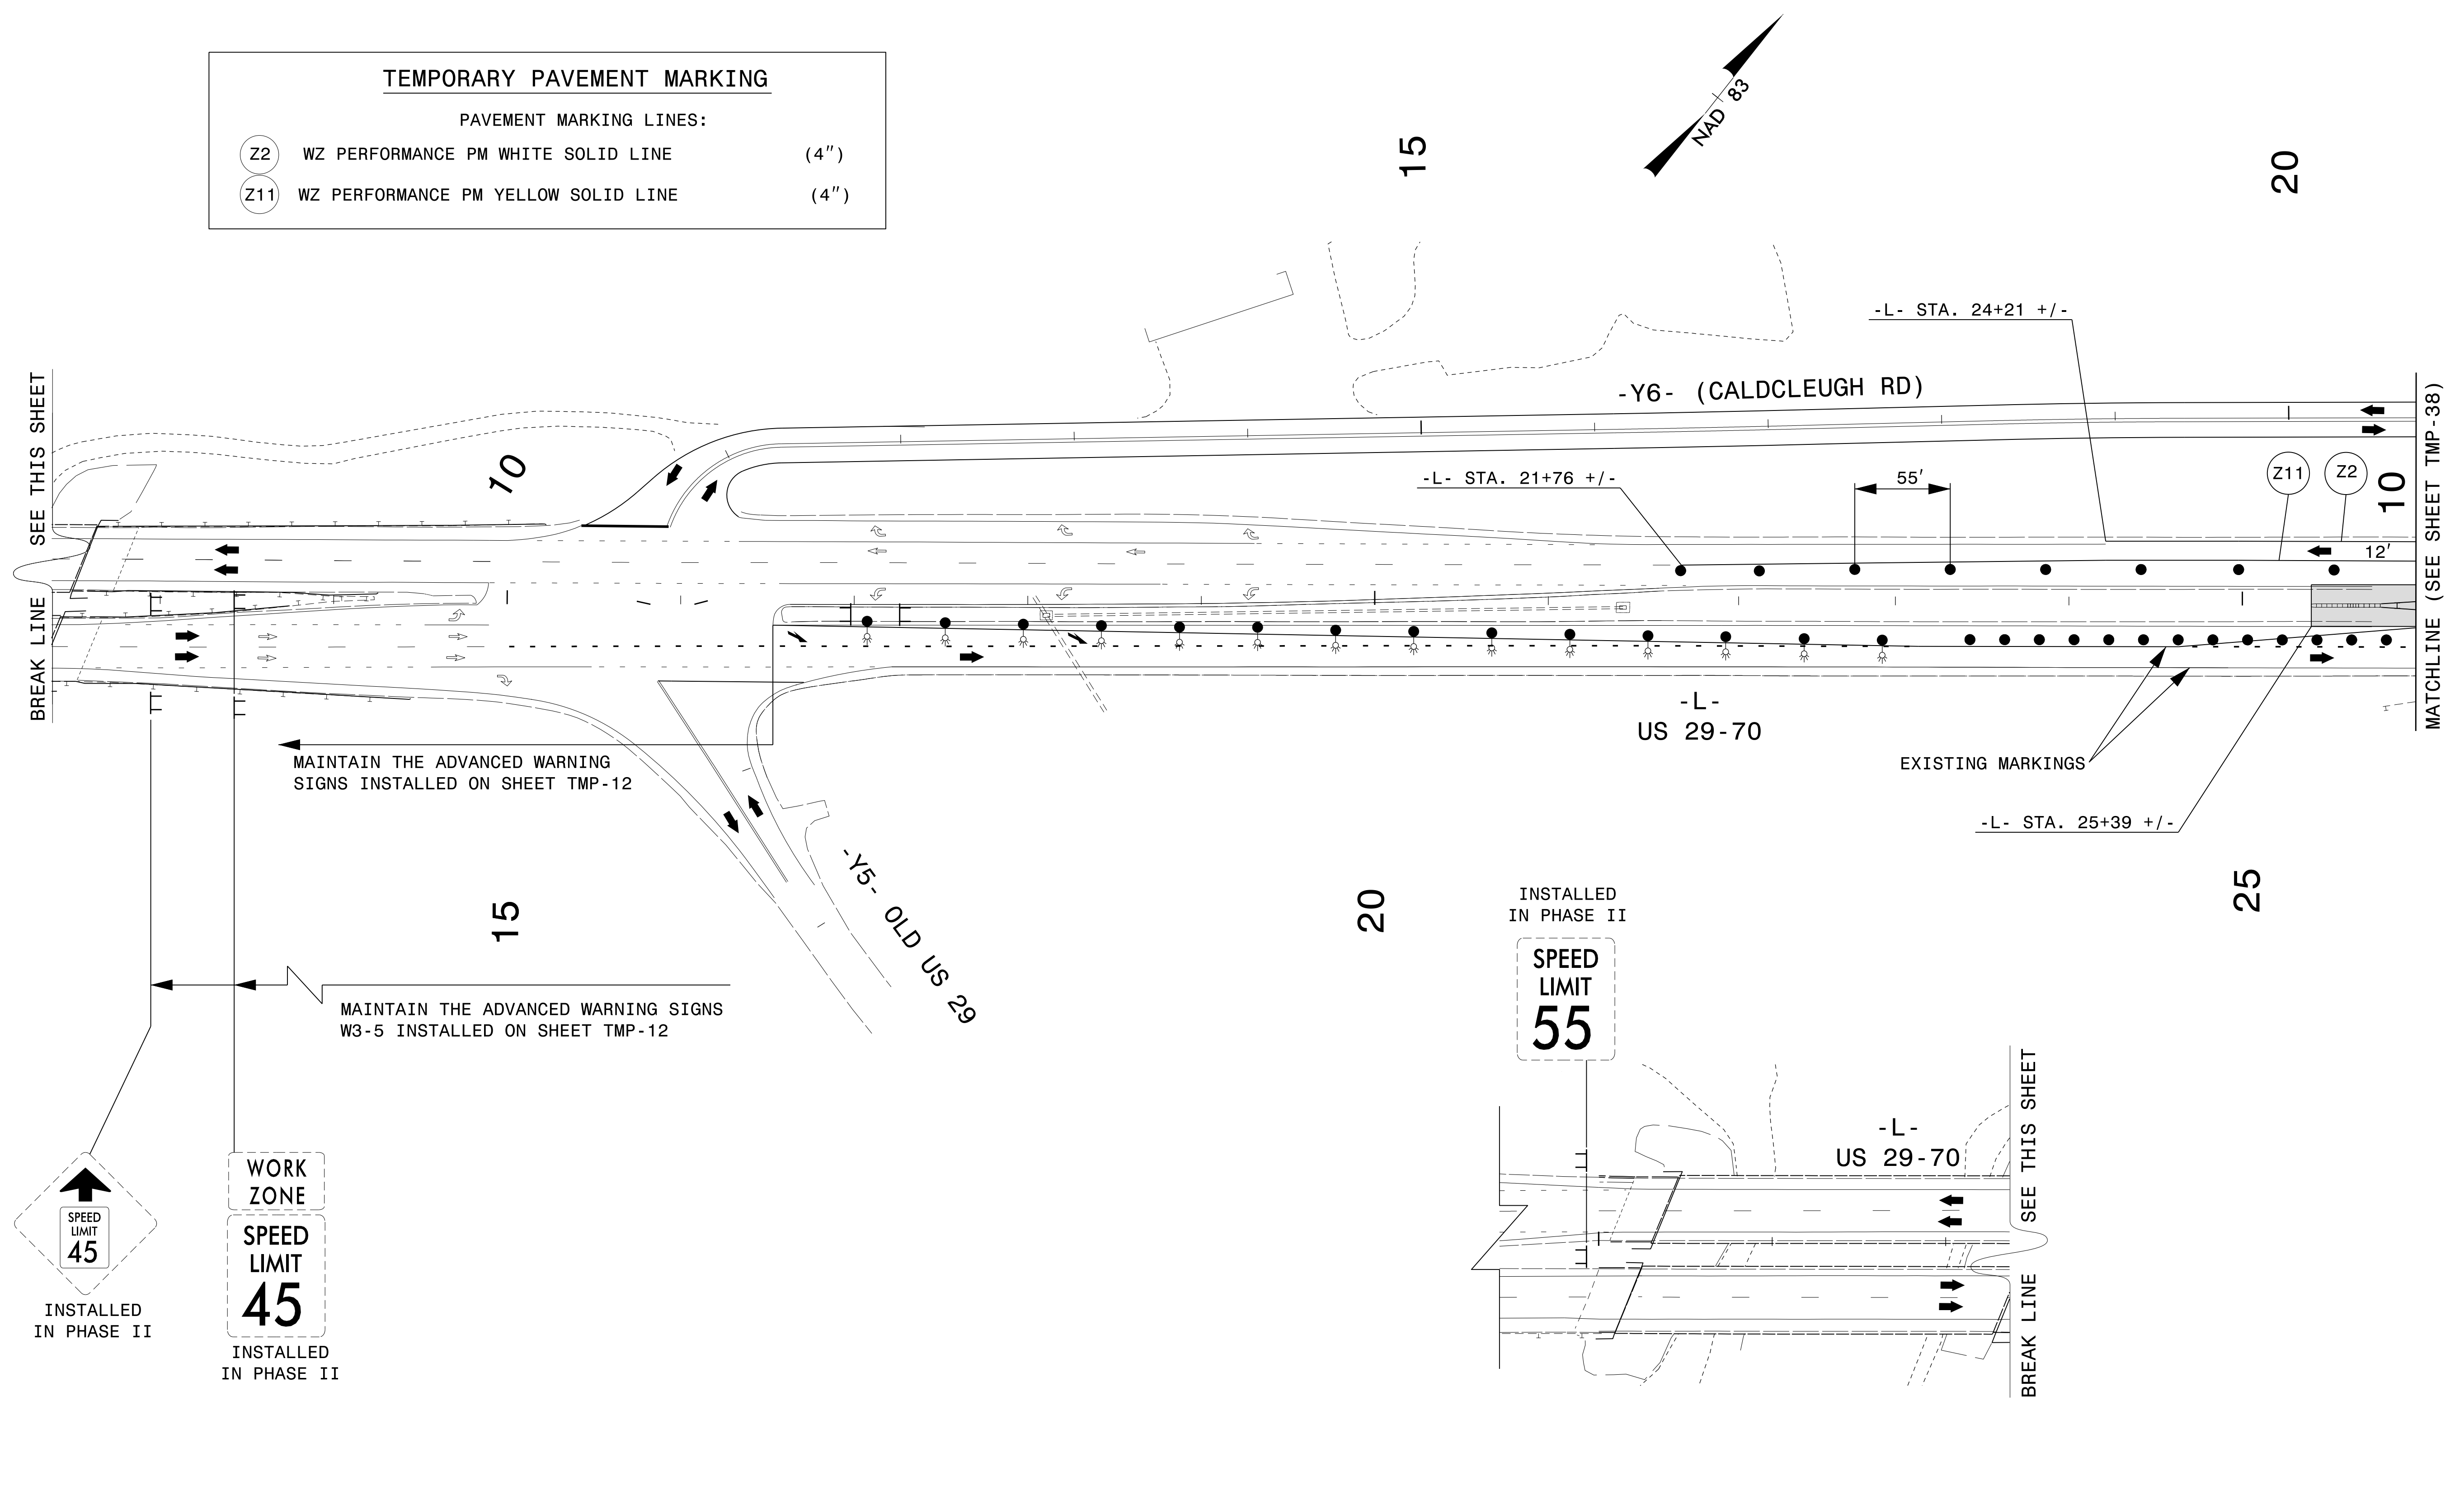 TEMPORARY PAVEMENT MARKING
PAVEMENT MARKING LINES:
Z2 WZ PERFORMANCE PM WHITE SOLID LINE (4")
Z11 WZ PERFORMANCE PM YELLOW SOLID LINE (4")
NAD 83
15
20
-L- STA. 24+21 +/-
-Y6- (CALDCLEUGH RD)
-L- STA. 21+76 +/-
55'
Z11
Z2
10
10
12'
BREAK LINE SEE THIS SHEET
MATCHLINE (SEE SHEET TMP-38)
-L-
US 29-70
EXISTING MARKINGS
MAINTAIN THE ADVANCED WARNING
SIGNS INSTALLED ON SHEET TMP-12
-L- STA. 25+39 +/-
-Y5- OLD US 29
15
20
25
MAINTAIN THE ADVANCED WARNING SIGNS
W3-5 INSTALLED ON SHEET TMP-12
INSTALLED
IN PHASE II
SPEED
LIMIT
55
-L-
US 29-70
BREAK LINE SEE THIS SHEET
SPEED
LIMIT
45
INSTALLED
IN PHASE II
WORK
ZONE
SPEED
LIMIT
45
INSTALLED
IN PHASE II